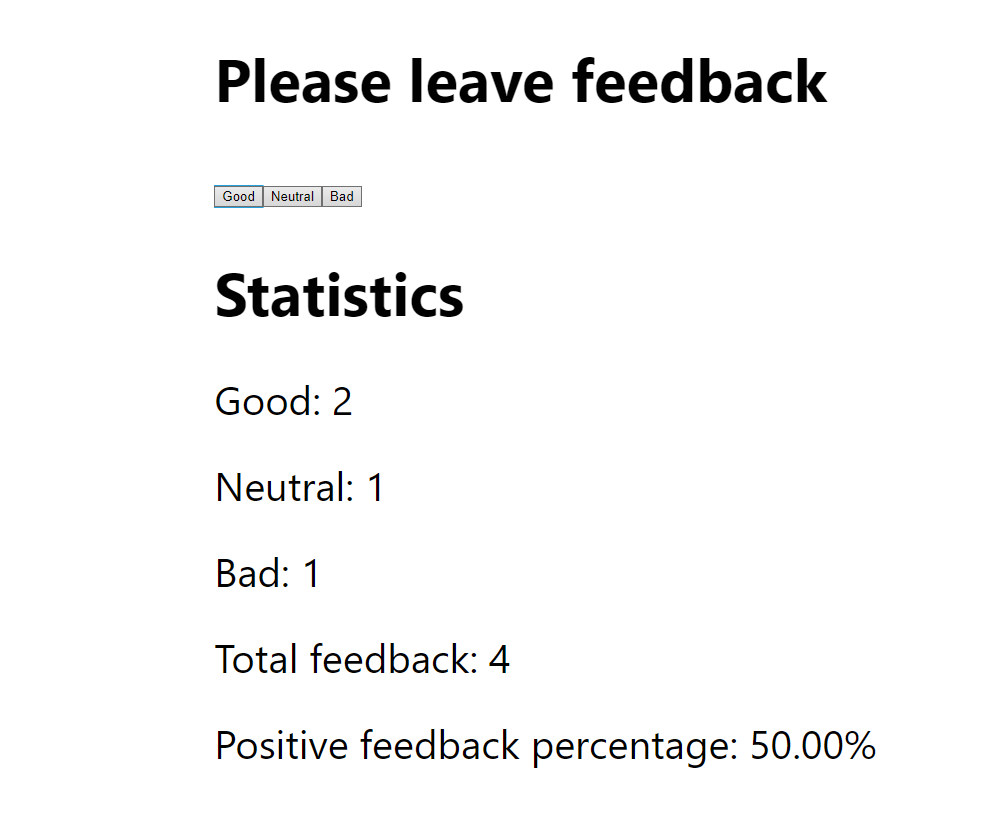 Please leave feedback
Good Neutral Bad
Statistics
Good: 2
Neutral: 1
Bad: 1
Total feedback: 4
Positive feedback percentage: 50.00%